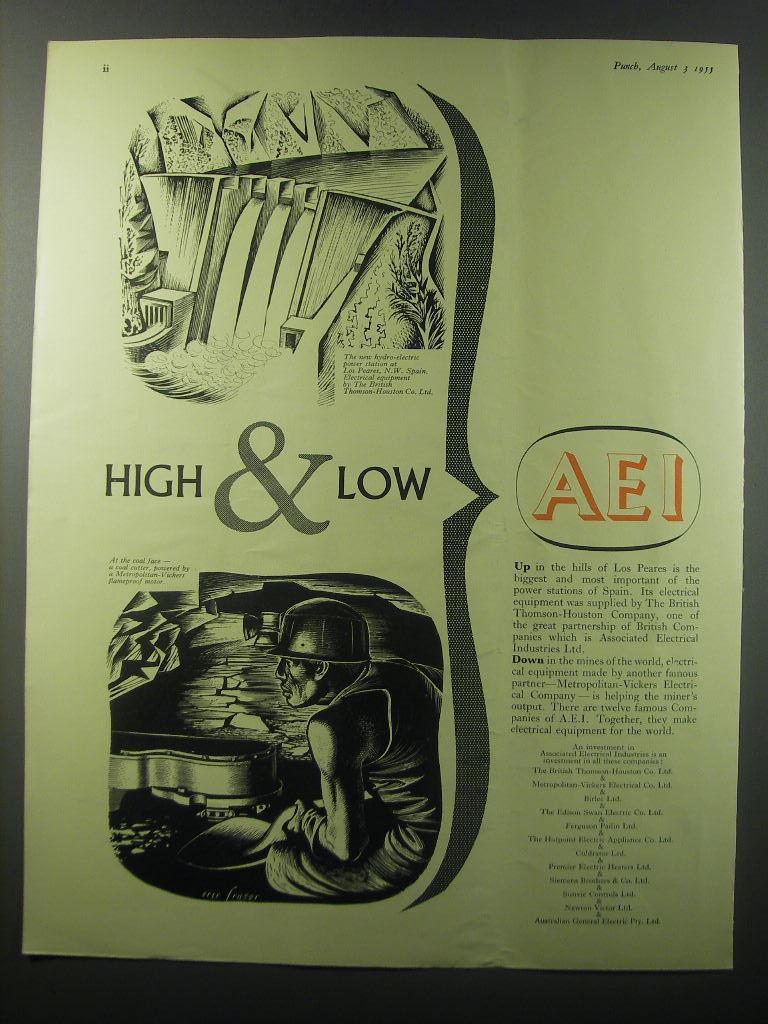 ii
Punch, August 3 1955
The new hydro-electric
power station at
Los Peares, N.W. Spain.
Electrical equipment
by The British
Thomson-Houston Co. Ltd.
HIGH & LOW
AEI
At the coal face —
a coal cutter, powered by
a Metropolitan-Vickers
flameproof motor.
eric fraser
Up in the hills of Los Peares is the
biggest and most important of the
power stations of Spain. Its electrical
equipment was supplied by The British
Thomson-Houston Company, one of
the great partnership of British Com-
panies which is Associated Electrical
Industries Ltd.
Down in the mines of the world, electri-
cal equipment made by another famous
partner—Metropolitan-Vickers Electri-
cal Company — is helping the miner's
output. There are twelve famous Com-
panies of A.E.I. Together, they make
electrical equipment for the world.
An investment in
Associated Electrical Industries is an
investment in all these companies :
The British Thomson-Houston Co. Ltd.
&
Metropolitan-Vickers Electrical Co. Ltd.
&
Birlec Ltd.
&
The Edison Swan Electric Co. Ltd.
&
Ferguson Pailin Ltd.
&
The Hotpoint Electric Appliance Co. Ltd.
&
Coldrator Ltd.
&
Premier Electric Heaters Ltd.
&
Siemens Brothers & Co. Ltd.
&
Sunvic Controls Ltd.
&
Newton Victor Ltd.
&
Australian General Electric Pty. Ltd.